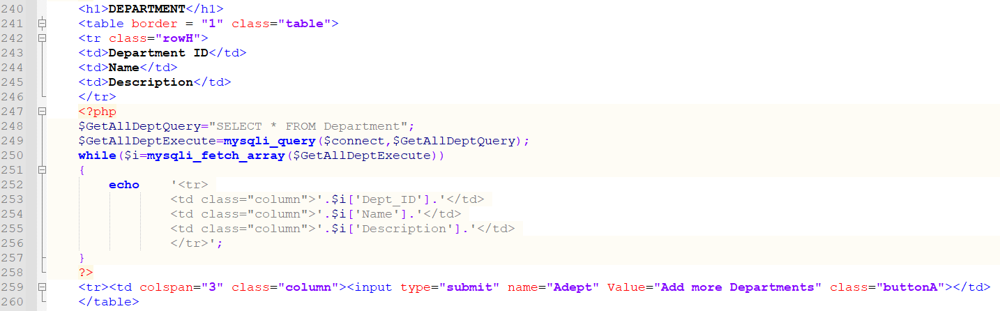 240 <h1>DEPARTMENT</h1>
241 <table border = "1" class="table">
242 <tr class="rowH">
243 <td>Department ID</td>
244 <td>Name</td>
245 <td>Description</td>
246 </tr>
247 <?php
248 $GetAllDeptQuery="SELECT * FROM Department";
249 $GetAllDeptExecute=mysqli_query($connect,$GetAllDeptQuery);
250 while($i=mysqli_fetch_array($GetAllDeptExecute))
251 {
252 echo '<tr>
253 <td class="column">'.$i['Dept_ID'].'</td>
254 <td class="column">'.$i['Name'].'</td>
255 <td class="column">'.$i['Description'].'</td>
256 </tr>';
257 }
258 ?>
259 <tr><td colspan="3" class="column"><input type="submit" name="Adept" Value="Add more Departments" class="buttonA"></td>
260 </table>